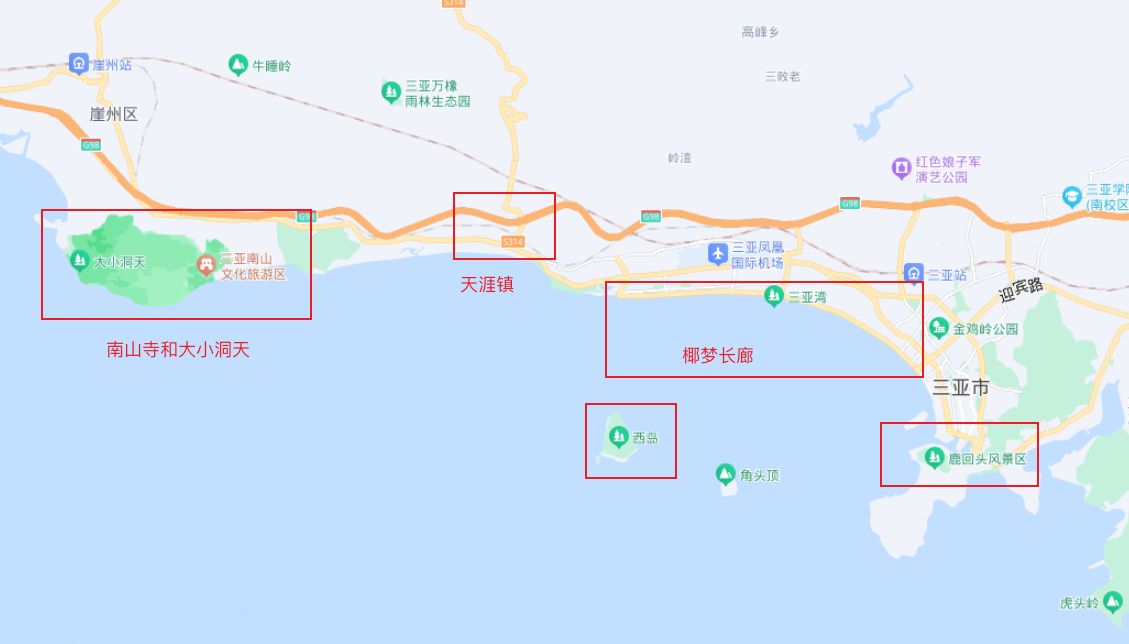 S314
高峰乡
崖州站
牛睡岭
三亚万橡
雨林生态园
三败老
崖州区
G98
岭澅
红色娘子军
演艺公园
三亚学院
(南校区
G98
G98
G98
S314
三亚凤凰
国际机场
大小洞天
三亚南山
文化旅游区
三亚站
迎宾路
天涯镇
三亚湾
金鸡岭公园
南山寺和大小洞天
椰梦长廊
三亚市
西岛
鹿回头风景区
角头顶
虎头岭